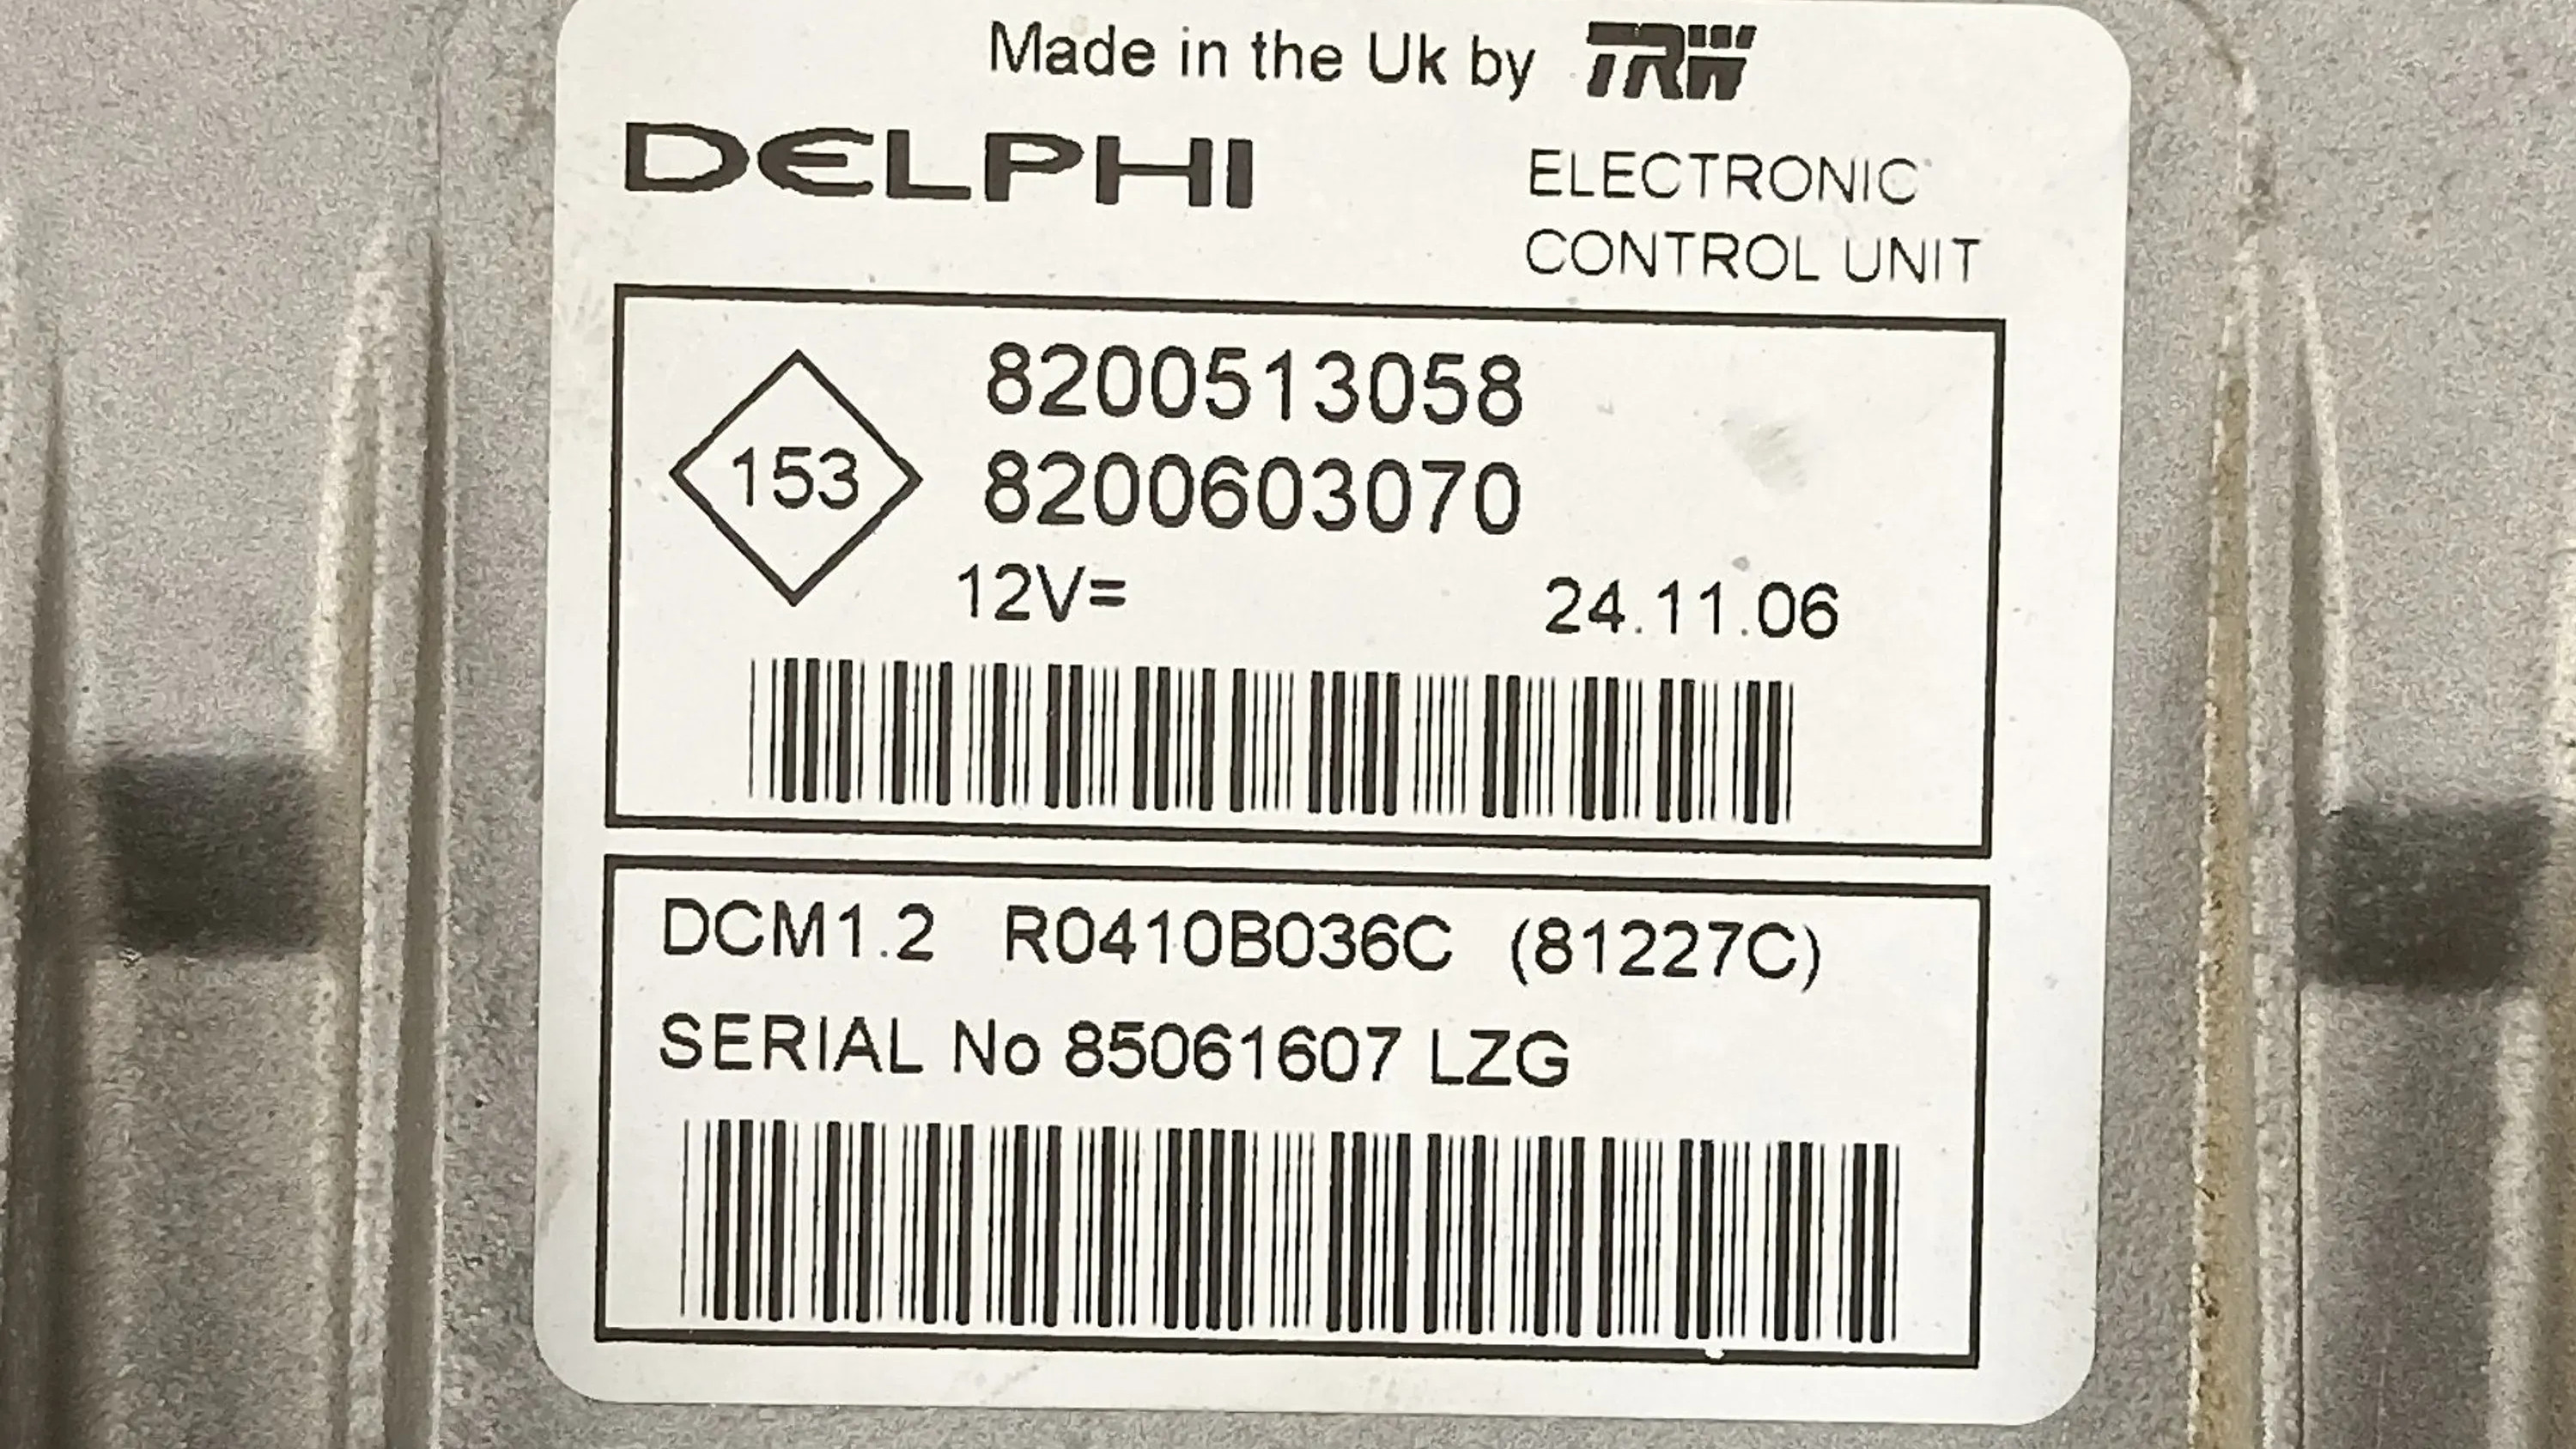 Made in the Uk by TRW
DELPHI
ELECTRONIC
CONTROL UNIT
8200513058
153
8200603070
12V= 24.11.06
DCM1.2 R0410B036C (81227C)
SERIAL No 85061607 LZG